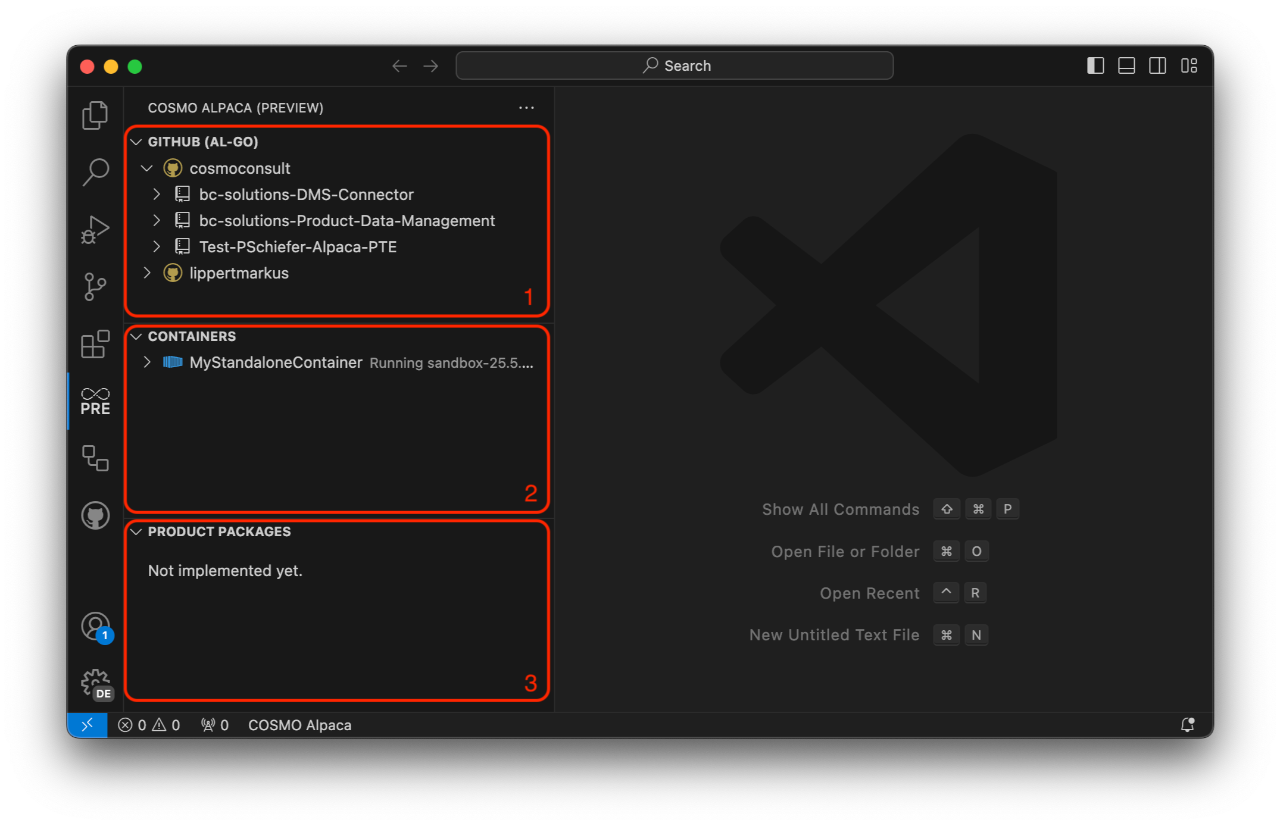 Search
COSMO ALPACA (PREVIEW)
GITHUB (AL-GO)
cosmoconsult
bc-solutions-DMS-Connector
bc-solutions-Product-Data-Management
Test-PSchiefer-Alpaca-PTE
lippertmarkus
1
CONTAINERS
MyStandaloneContainer Running sandbox-25.5....
PRE
2
PRODUCT PACKAGES
Not implemented yet.
3
Show All Commands ⇧ ⌘ P
Open File or Folder ⌘ O
Open Recent ^ R
New Untitled Text File ⌘ N
1
DE
0 0 0 COSMO Alpaca